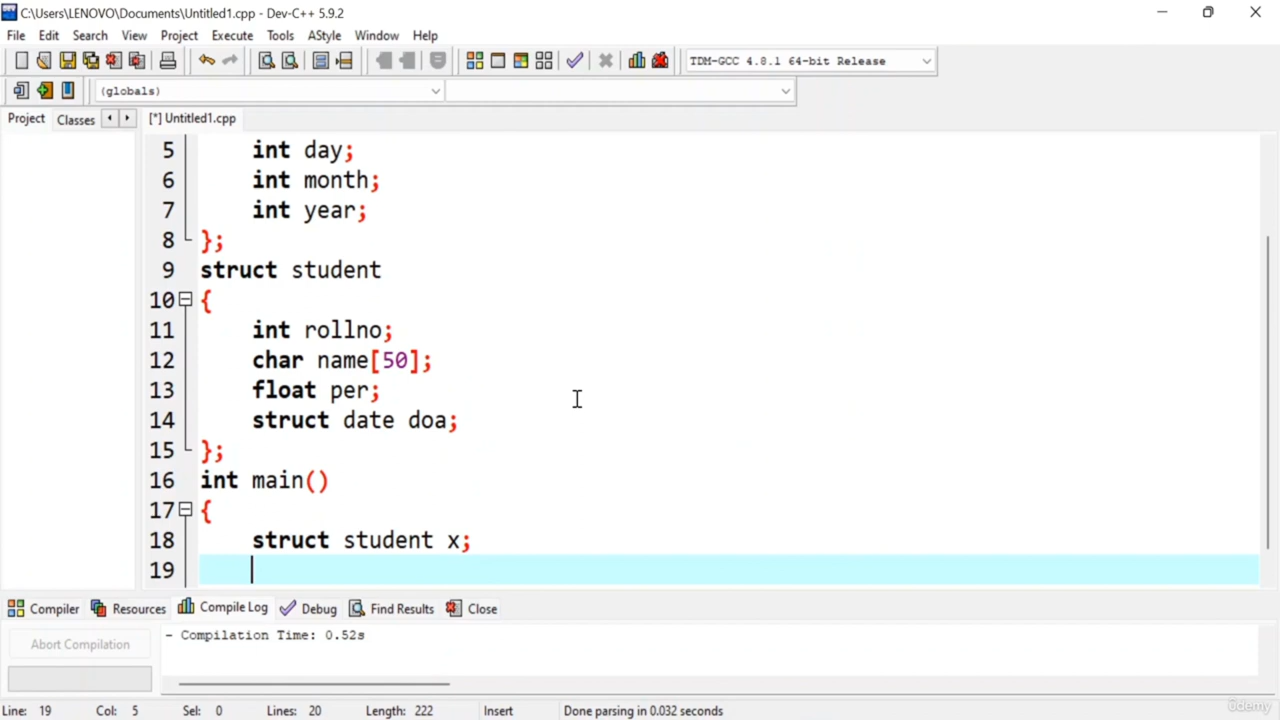 C:\Users\LENOVO\Documents\Untitled1.cpp - Dev-C++ 5.9.2
File Edit Search View Project Execute Tools AStyle Window Help
TDM-GCC 4.8.1 64-bit Release
(globals)
Project Classes [*] Untitled1.cpp
5 int day;
6 int month;
7 int year;
8 };
9 struct student
10 {
11 int rollno;
12 char name[50];
13 float per;
14 struct date doa;
15 };
16 int main()
17 {
18 struct student x;
19
Compiler Resources Compile Log Debug Find Results Close
Abort Compilation
- Compilation Time: 0.52s
Line: 19 Col: 5 Sel: 0 Lines: 20 Length: 222 Insert Done parsing in 0.032 seconds
ûdemy